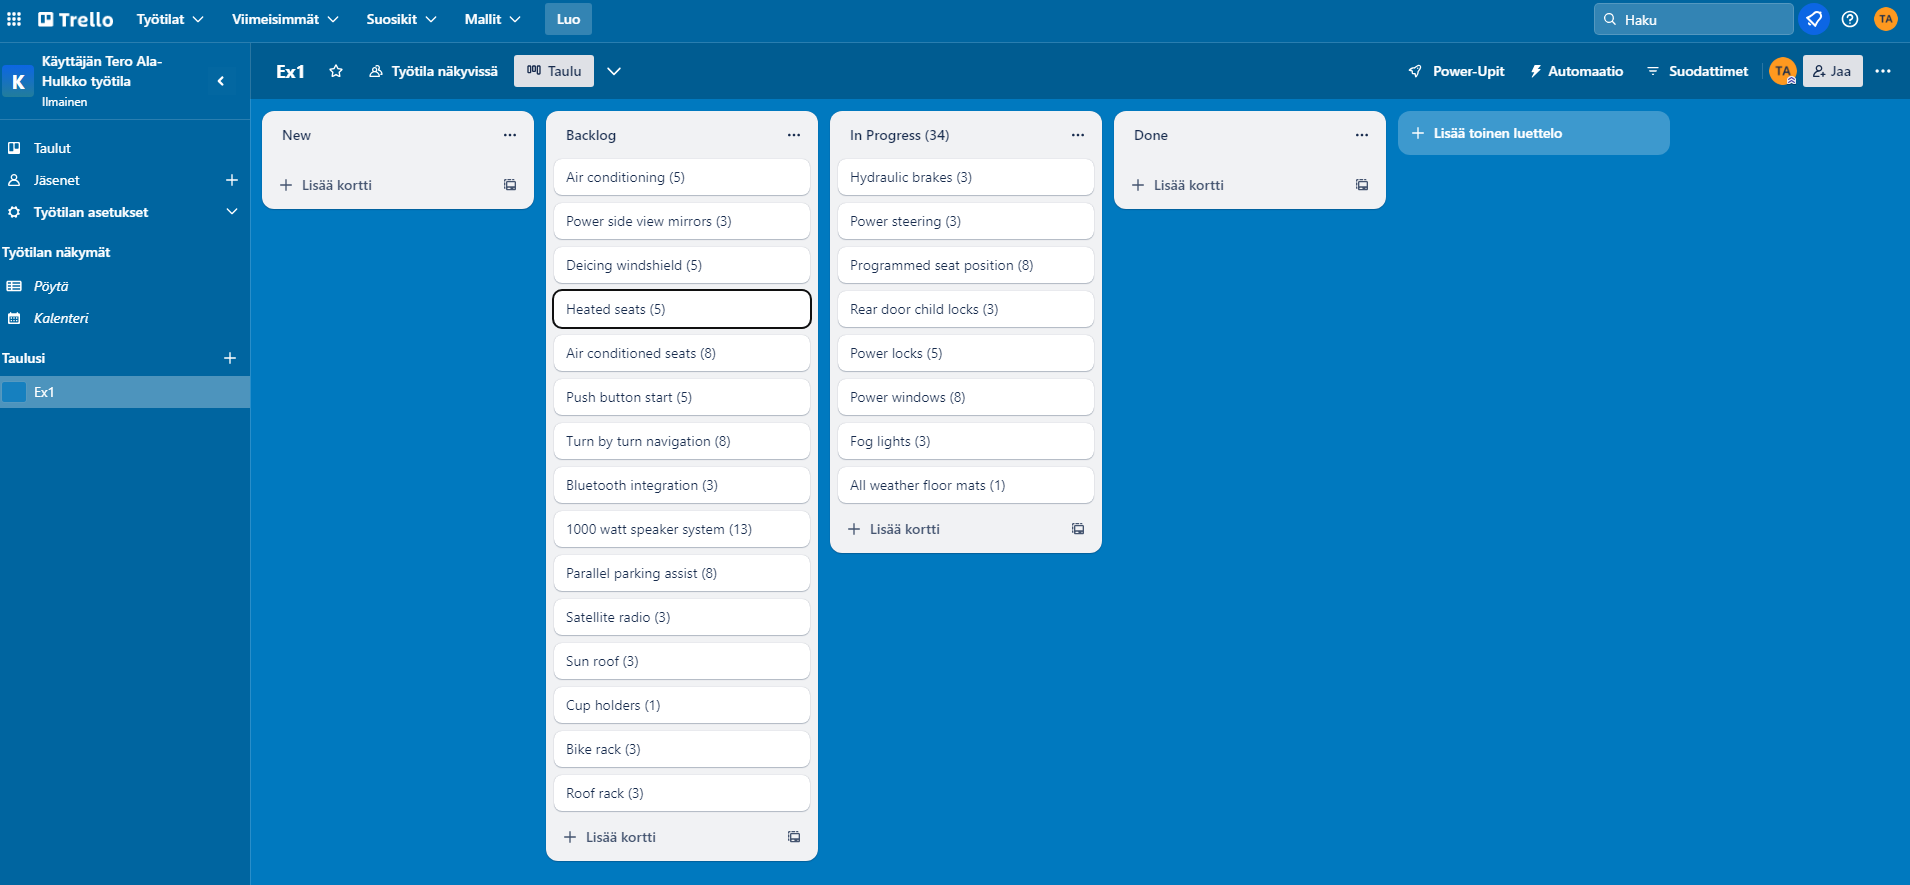 Trello
Työtilat
Viimeisimmät
Suosikit
Mallit
Luo
Haku
TA
K
Käyttäjän Tero Ala-
Hulkko työtila
Ilmainen
Ex1
Työtila näkyvissä
Taulu
Power-Upit
Automaatio
Suodattimet
TA
Jaa
Taulut
Jäsenet
Työtilan asetukset
Työtilan näkymät
Pöytä
Kalenteri
Taulusi
Ex1
New
Lisää kortti
Backlog
Air conditioning (5)
Power side view mirrors (3)
Deicing windshield (5)
Heated seats (5)
Air conditioned seats (8)
Push button start (5)
Turn by turn navigation (8)
Bluetooth integration (3)
1000 watt speaker system (13)
Parallel parking assist (8)
Satellite radio (3)
Sun roof (3)
Cup holders (1)
Bike rack (3)
Roof rack (3)
Lisää kortti
In Progress (34)
Hydraulic brakes (3)
Power steering (3)
Programmed seat position (8)
Rear door child locks (3)
Power locks (5)
Power windows (8)
Fog lights (3)
All weather floor mats (1)
Lisää kortti
Done
Lisää kortti
Lisää toinen luettelo